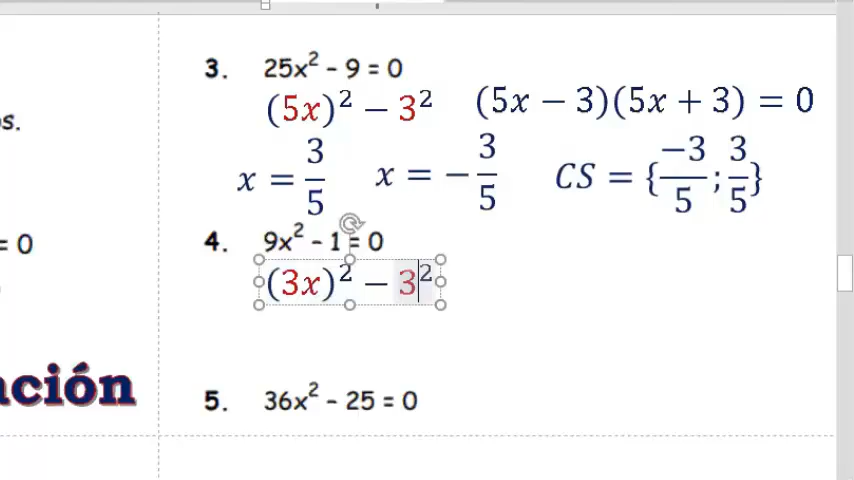 os.
= 0
ación
3. 25x² - 9 = 0
(5x)² − 3² (5x − 3)(5x + 3) = 0
x = 3/5 x = − 3/5 CS = {−3/5 ; 3/5}
4. 9x² - 1 = 0
(3x)² − 3²
5. 36x² - 25 = 0